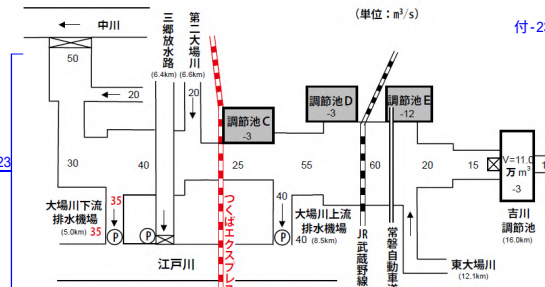 (単位：m³/s)
付-23
中川
三郷放水路
(6.4km)
第二大場川
(6.6km)
50
20
20
調節池C
-3
調節池D
-3
調節池E
-12
23
30
40
25
55
60
20
15
V=11.0
万m³
-3
1
吉川
調節池
(16.0km)
大場川下流
排水機場
(5.0km)
35
35
P
P
つくばエクスプレス
40
P
40
大場川上流
排水機場
(8.5km)
JR武蔵野線
常磐自動車道
東大場川
(12.1km)
江戸川